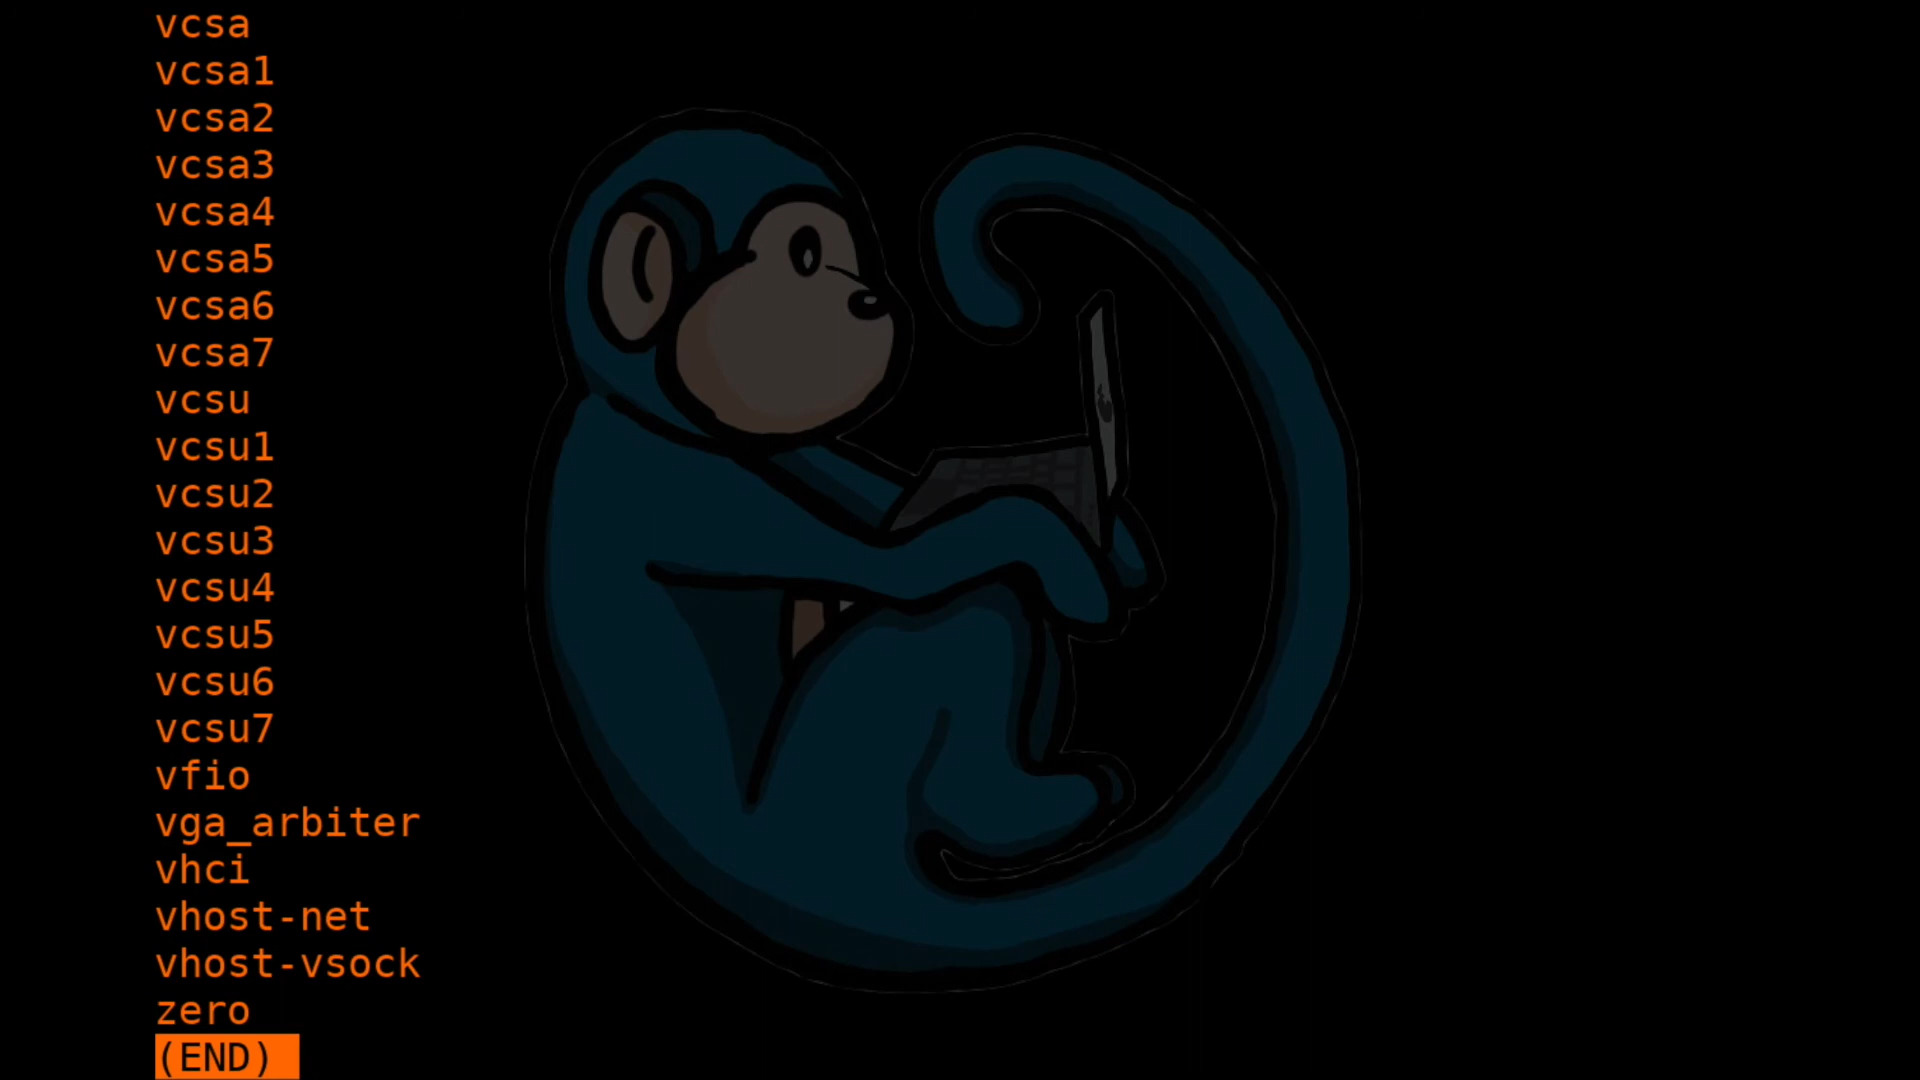 vcsa
vcsa1
vcsa2
vcsa3
vcsa4
vcsa5
vcsa6
vcsa7
vcsu
vcsu1
vcsu2
vcsu3
vcsu4
vcsu5
vcsu6
vcsu7
vfio
vga_arbiter
vhci
vhost-net
vhost-vsock
zero
(END)